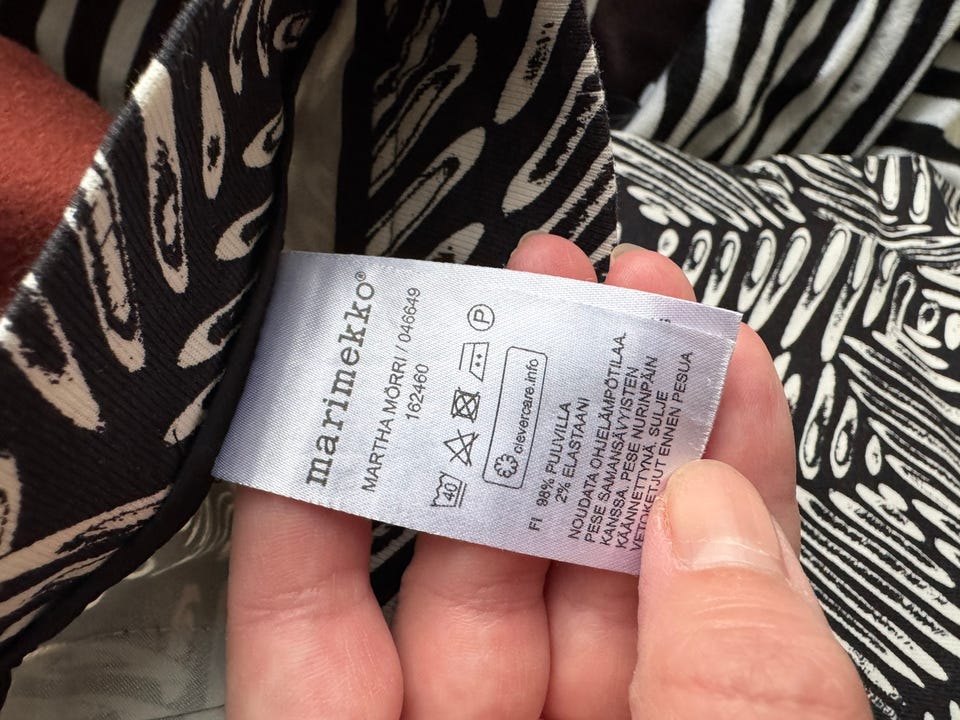 marimekko®
MARTHA MÖRRI / 046649
162460
40
P
clevercare.info
FI 98% PUUVILLA
2% ELASTAANI
NOUDATA OHJELÄMPÖTILAA.
PESE SAMANSÄVYISTEN
KANSSA. PESE NURINPÄIN
KÄÄNNETTYNÄ. SULJE
VETOKETJUT ENNEN PESUA